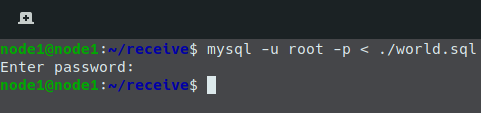 node1@node1:~/receive$ mysql -u root -p < ./world.sql
Enter password:
node1@node1:~/receive$